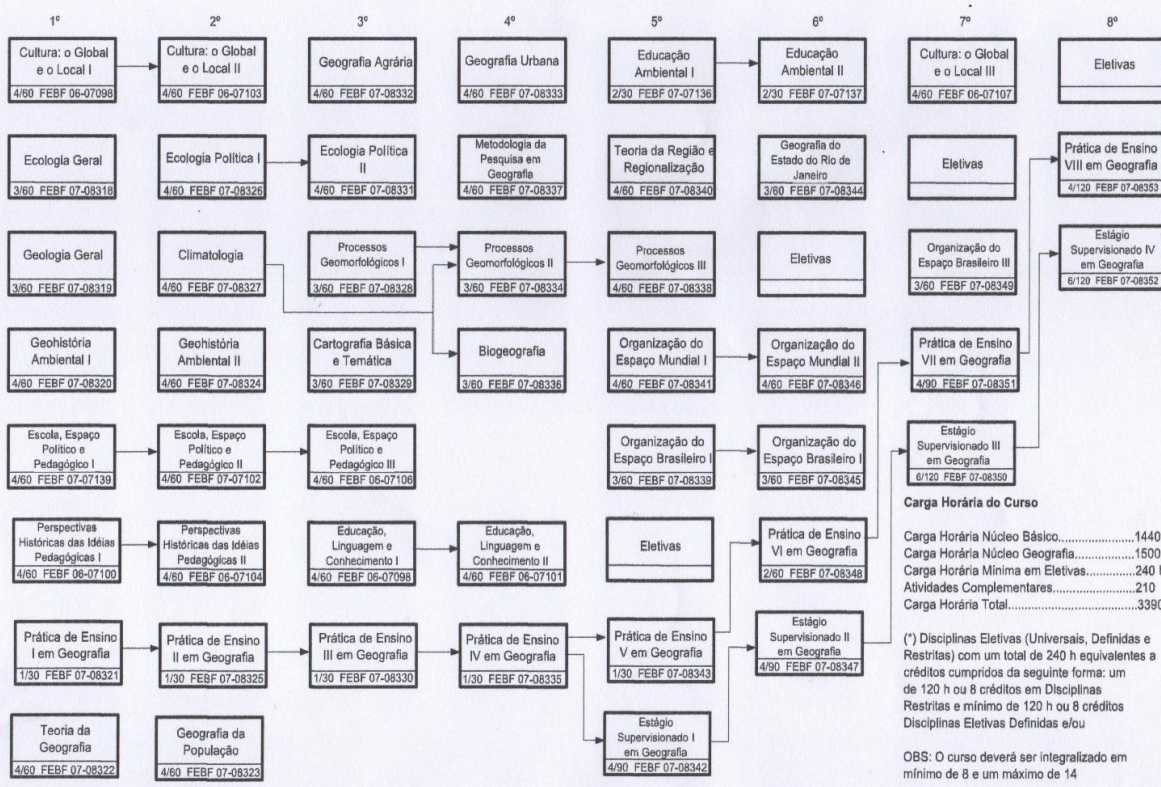 1º 2º 3º 4º 5º 6º 7º 8º
Cultura: o Global
e o Local I
4/60 FEBF 06-07098
Cultura: o Global
e o Local II
4/60 FEBF 06-07103
Geografia Agrária
4/60 FEBF 07-08332
Geografia Urbana
4/60 FEBF 07-08333
Educação
Ambiental I
2/30 FEBF 07-07136
Educação
Ambiental II
2/30 FEBF 07-07137
Cultura: o Global
e o Local III
4/60 FEBF 06-07107
Eletivas
Ecologia Geral
3/60 FEBF 07-08318
Ecologia Política I
4/60 FEBF 07-08326
Ecologia Política
II
4/60 FEBF 07-08331
Metodologia da
Pesquisa em
Geografia
4/60 FEBF 07-08337
Teoria da Região e
Regionalização
4/60 FEBF 07-08340
Geografia do
Estado do Rio de
Janeiro
3/60 FEBF 07-08344
Eletivas
Prática de Ensino
VIII em Geografia
4/120 FEBF 07-08353
Geologia Geral
3/60 FEBF 07-08319
Climatologia
4/60 FEBF 07-08327
Processos
Geomorfológicos I
3/60 FEBF 07-08328
Processos
Geomorfológicos II
3/60 FEBF 07-08334
Processos
Geomorfológicos III
4/60 FEBF 07-08338
Eletivas
Organização do
Espaço Brasileiro III
3/60 FEBF 07-08349
Estágio
Supervisionado IV
em Geografia
6/120 FEBF 07-08352
Geohistória
Ambiental I
4/60 FEBF 07-08320
Geohistória
Ambiental II
4/60 FEBF 07-08324
Cartografia Básica
e Temática
3/60 FEBF 07-08329
Biogeografia
3/60 FEBF 07-08336
Organização do
Espaço Mundial I
4/60 FEBF 07-08341
Organização do
Espaço Mundial II
4/60 FEBF 07-08346
Prática de Ensino
VII em Geografia
4/90 FEBF 07-08351
Escola, Espaço
Político e
Pedagógico I
4/60 FEBF 07-07139
Escola, Espaço
Político e
Pedagógico II
4/60 FEBF 07-07102
Escola, Espaço
Político e
Pedagógico III
4/60 FEBF 06-07106
Organização do
Espaço Brasileiro I
3/60 FEBF 07-08339
Organização do
Espaço Brasileiro I
3/60 FEBF 07-08345
Estágio
Supervisionado III
em Geografia
6/120 FEBF 07-08350
Perspectivas
Históricas das Idéias
Pedagógicas I
4/60 FEBF 06-07100
Perspectivas
Históricas das Idéias
Pedagógicas II
4/60 FEBF 06-07104
Educação,
Linguagem e
Conhecimento I
4/60 FEBF 06-07098
Educação,
Linguagem e
Conhecimento II
4/60 FEBF 06-07101
Eletivas
Prática de Ensino
VI em Geografia
2/60 FEBF 07-08348
Prática de Ensino
I em Geografia
1/30 FEBF 07-08321
Prática de Ensino
II em Geografia
1/30 FEBF 07-08325
Prática de Ensino
III em Geografia
1/30 FEBF 07-08330
Prática de Ensino
IV em Geografia
1/30 FEBF 07-08335
Prática de Ensino
V em Geografia
1/30 FEBF 07-08343
Estágio
Supervisionado II
em Geografia
4/90 FEBF 07-08347
Teoria da
Geografia
4/60 FEBF 07-08322
Geografia da
População
4/60 FEBF 07-08323
Estágio
Supervisionado I
em Geografia
4/90 FEBF 07-08342
Carga Horária do Curso
Carga Horária Núcleo Básico..................1440
Carga Horária Núcleo Geografia..............1500
Carga Horária Mínima em Eletivas..............240 h
Atividades Complementares.......................210
Carga Horária Total.................................3390
(*) Disciplinas Eletivas (Universais, Definidas e
Restritas) com um total de 240 h equivalentes a
créditos cumpridos da seguinte forma: um
de 120 h ou 8 créditos em Disciplinas
Restritas e mínimo de 120 h ou 8 créditos
Disciplinas Eletivas Definidas e/ou
OBS: O curso deverá ser integralizado em
mínimo de 8 e um máximo de 14